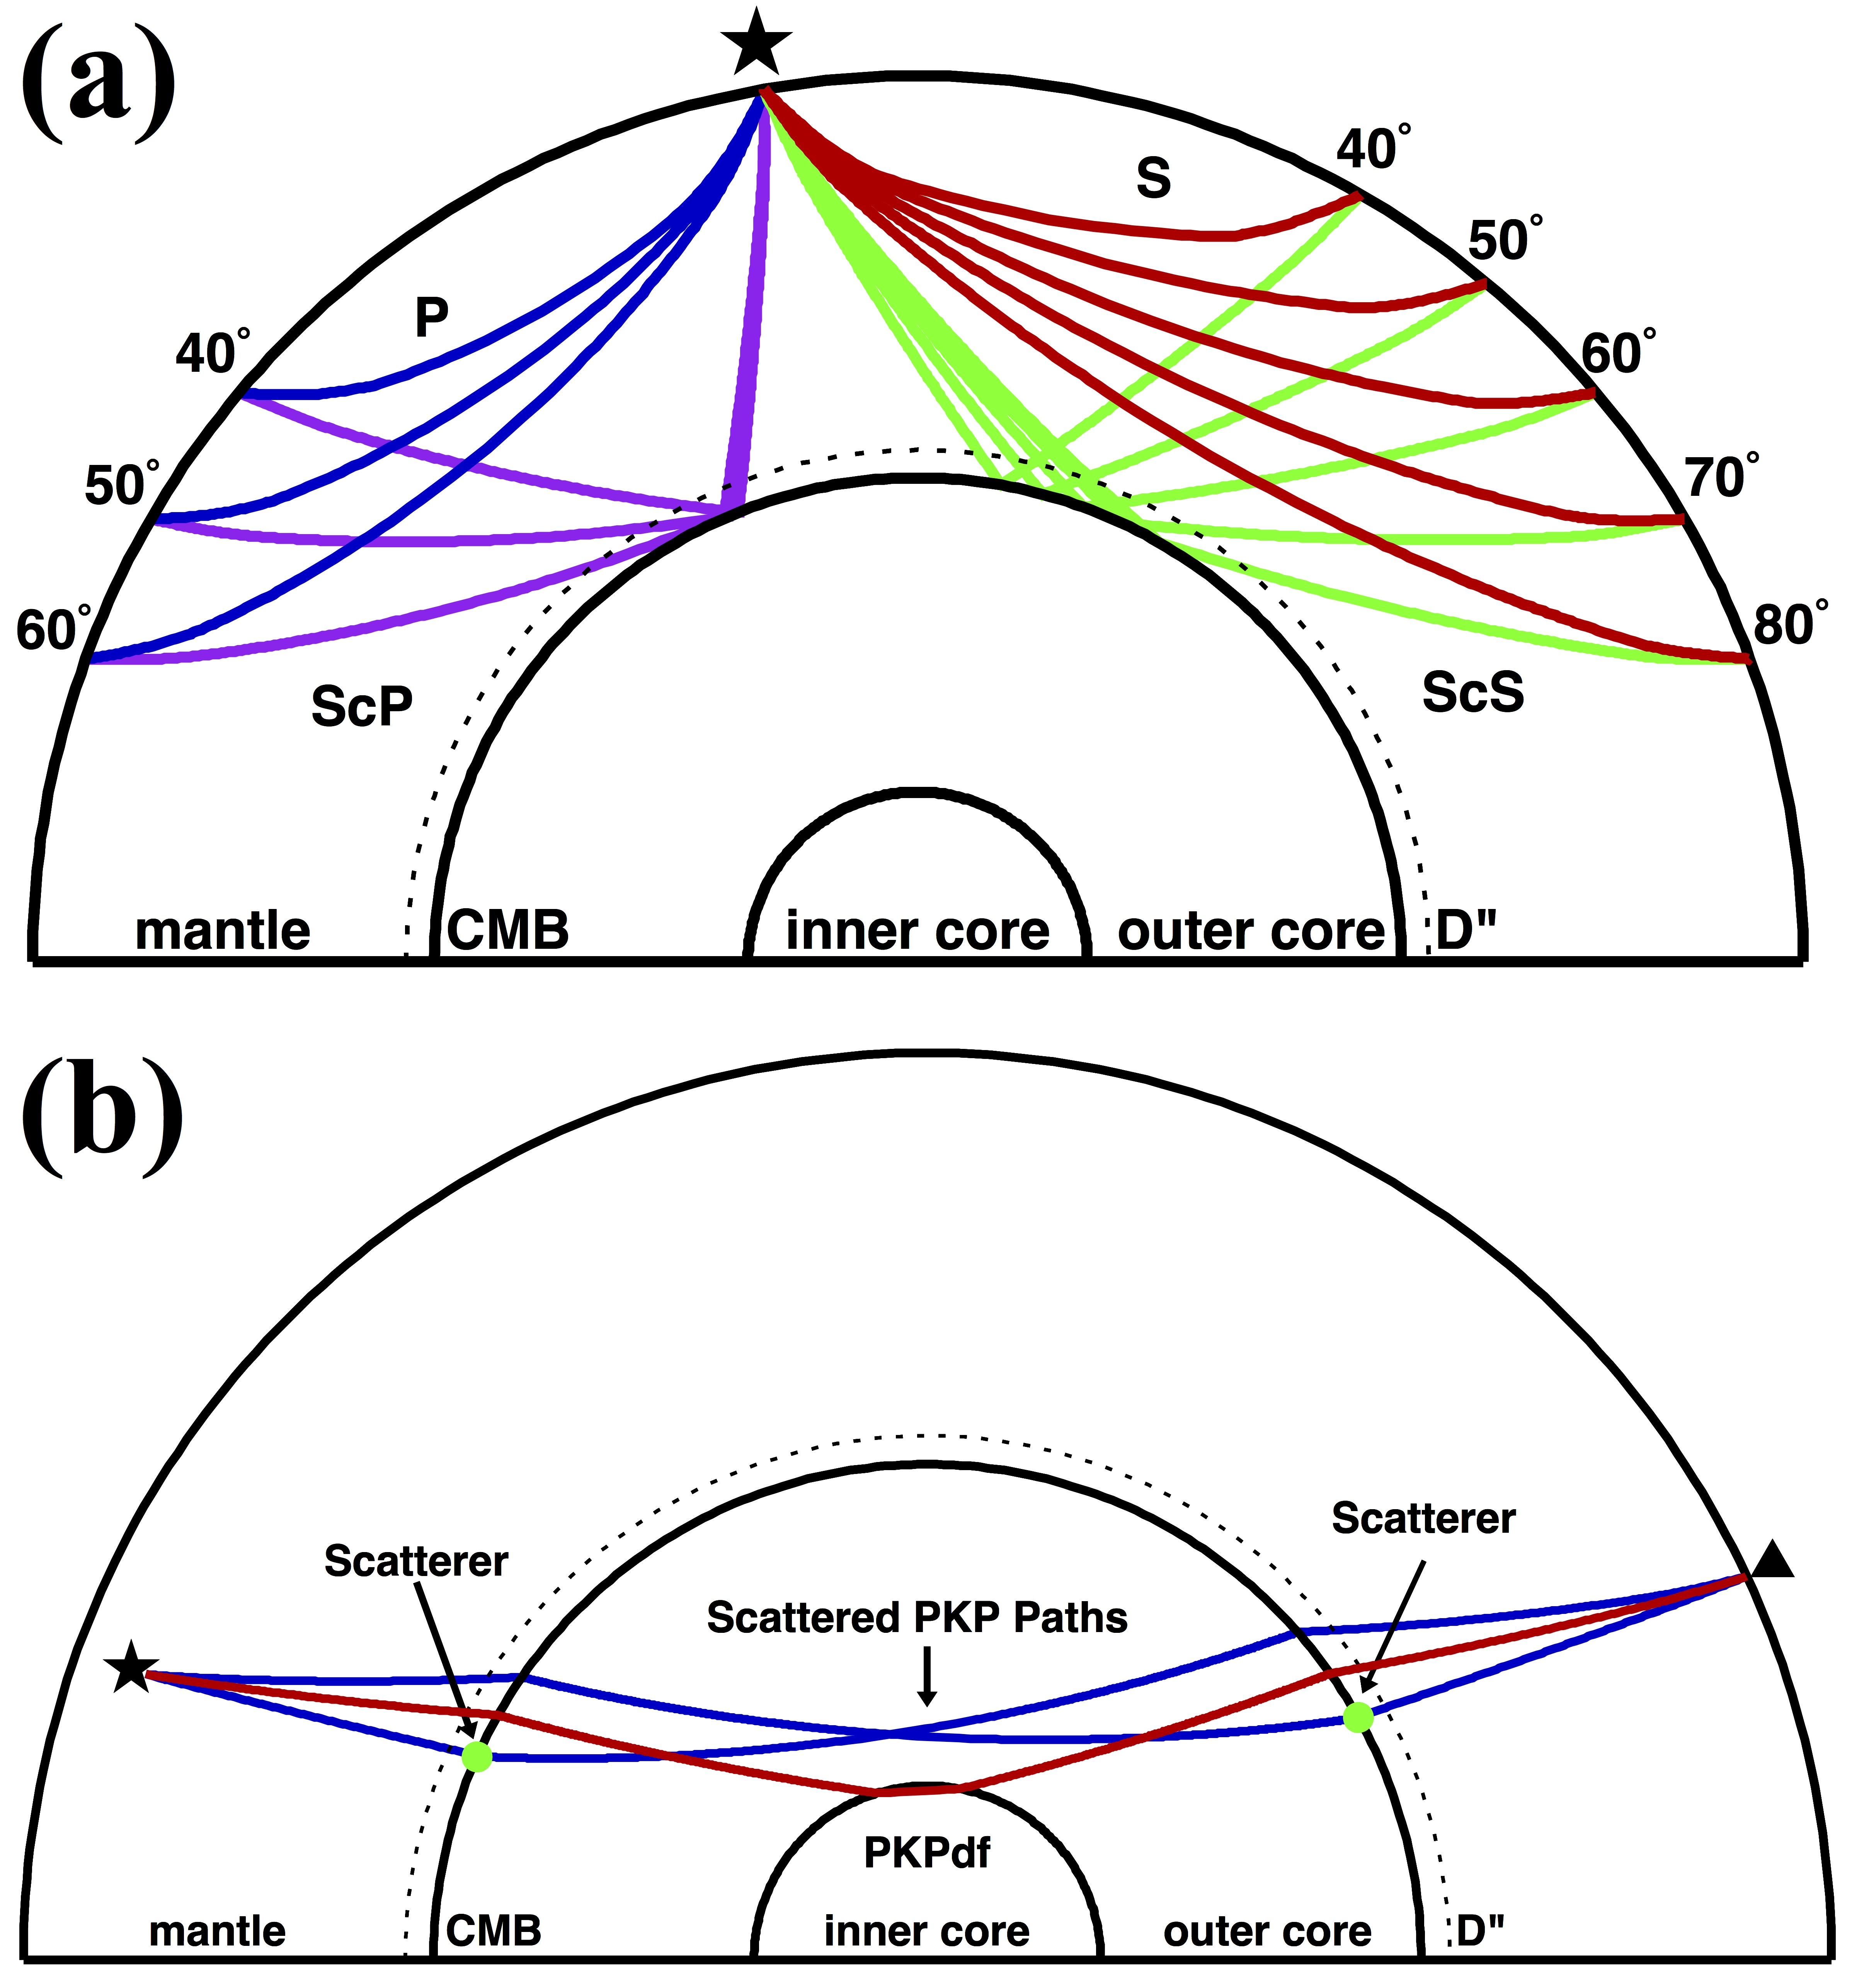 (a)
S
40°
50°
60°
70°
80°
P
40°
50°
60°
ScP
ScS
mantle
CMB
inner core
outer core
D"
(b)
Scatterer
Scatterer
Scattered PKP Paths
PKPdf
mantle
CMB
inner core
outer core
D"